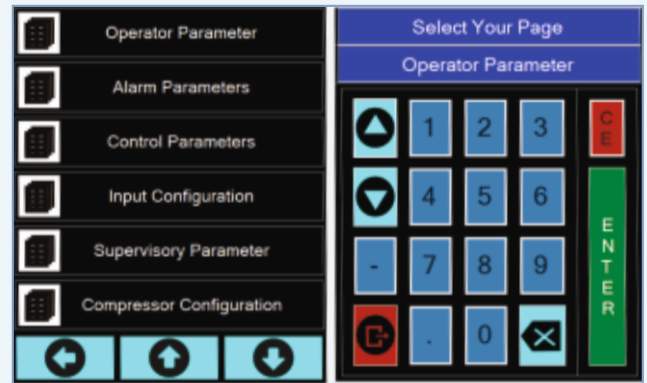 Operator Parameter
Alarm Parameters
Control Parameters
Input Configuration
Supervisory Parameter
Compressor Configuration
Select Your Page
Operator Parameter
1 2 3 CE
4 5 6
- 7 8 9 ENTER
. 0